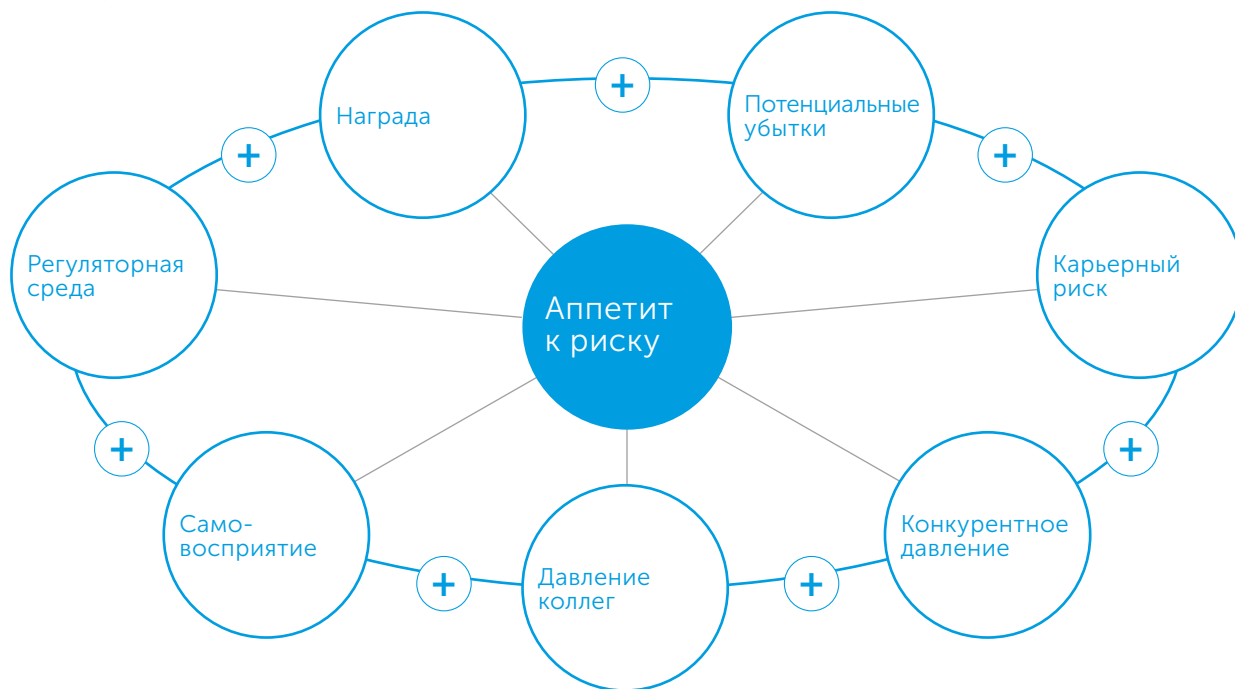 Награда
+
Потенциальные
убытки
+
+
Регуляторная
среда
Карьерный
риск
Аппетит
к риску
+
+
Само-
восприятие
Конкурентное
давление
Давление
коллег
+
+